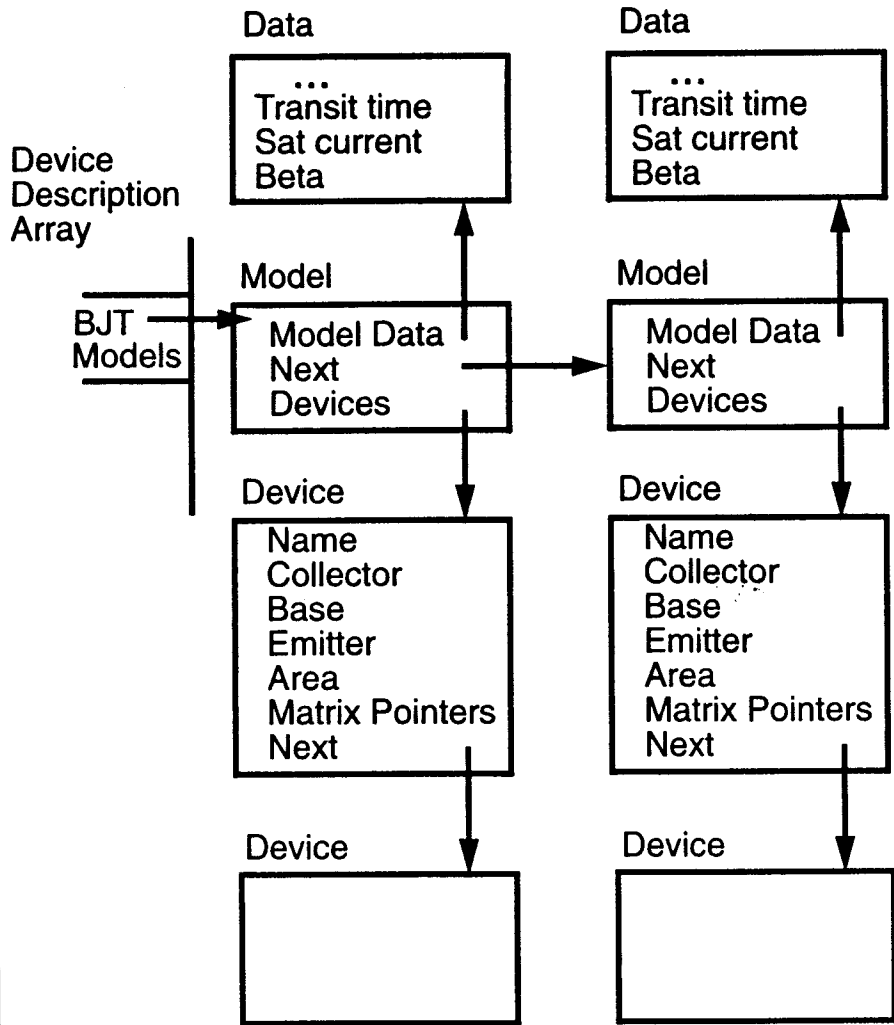 Data
...
Transit time
Sat current
Beta
Data
...
Transit time
Sat current
Beta
Device
Description
Array
BJT
Models
Model
Model Data
Next
Devices
Model
Model Data
Next
Devices
Device
Name
Collector
Base
Emitter
Area
Matrix Pointers
Next
Device
Name
Collector
Base
Emitter
Area
Matrix Pointers
Next
Device
Device